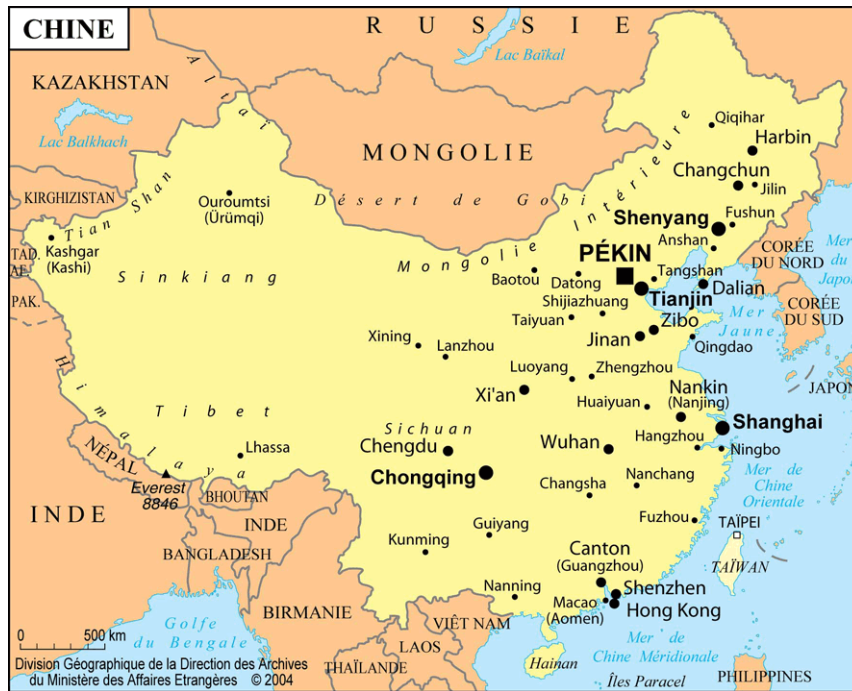 CHINE
RUSSIE
Lac Baïkal
KAZAKHSTAN
Altai
Lac Balkhach
MONGOLIE
Qiqihar
Harbin
Changchun
Jilin
KIRGHIZISTAN
Tian Shan
Ouroumtsi
(Ürümqi)
Désert de Gobi
Mongolie Intérieure
Shenyang
Fushun
Anshan
TAD.
AF.
Kashgar
(Kashi)
Sinkiang
PÉKIN
Baotou
Datong
Tangshan
CORÉE
DU NORD
Mer
du
Japon
PAK.
Shijiazhuang
Tianjin
Dalian
Taiyuan
Zibo
Mer
Jaune
CORÉE
DU SUD
Jinan
Qingdao
Xining
Lanzhou
Himalaya
Luoyang
Zhengzhou
JAPON
Xi'an
Huaiyuan
Nankin
(Nanjing)
Tibet
Sichuan
Shanghai
Chengdu
Wuhan
Hangzhou
Ningbo
Lhassa
NÉPAL
Chongqing
Everest
8846
BHOUTAN
Changsha
Nanchang
Mer de
Chine
Orientale
INDE
INDE
Guiyang
Fuzhou
TAÏPEI
Kunming
BANGLADESH
Canton
(Guangzhou)
TAÏWAN
Nanning
Shenzhen
Macao
(Aomen)
Hong Kong
BIRMANIE
Golfe
du Bengale
VIÊT NAM
LAOS
Mer de
Chine Méridionale
0 500 km
Division Géographique de la Direction des Archives
du Ministère des Affaires Etrangères © 2004
THAÏLANDE
Hainan
Îles Paracel
PHILIPPINES